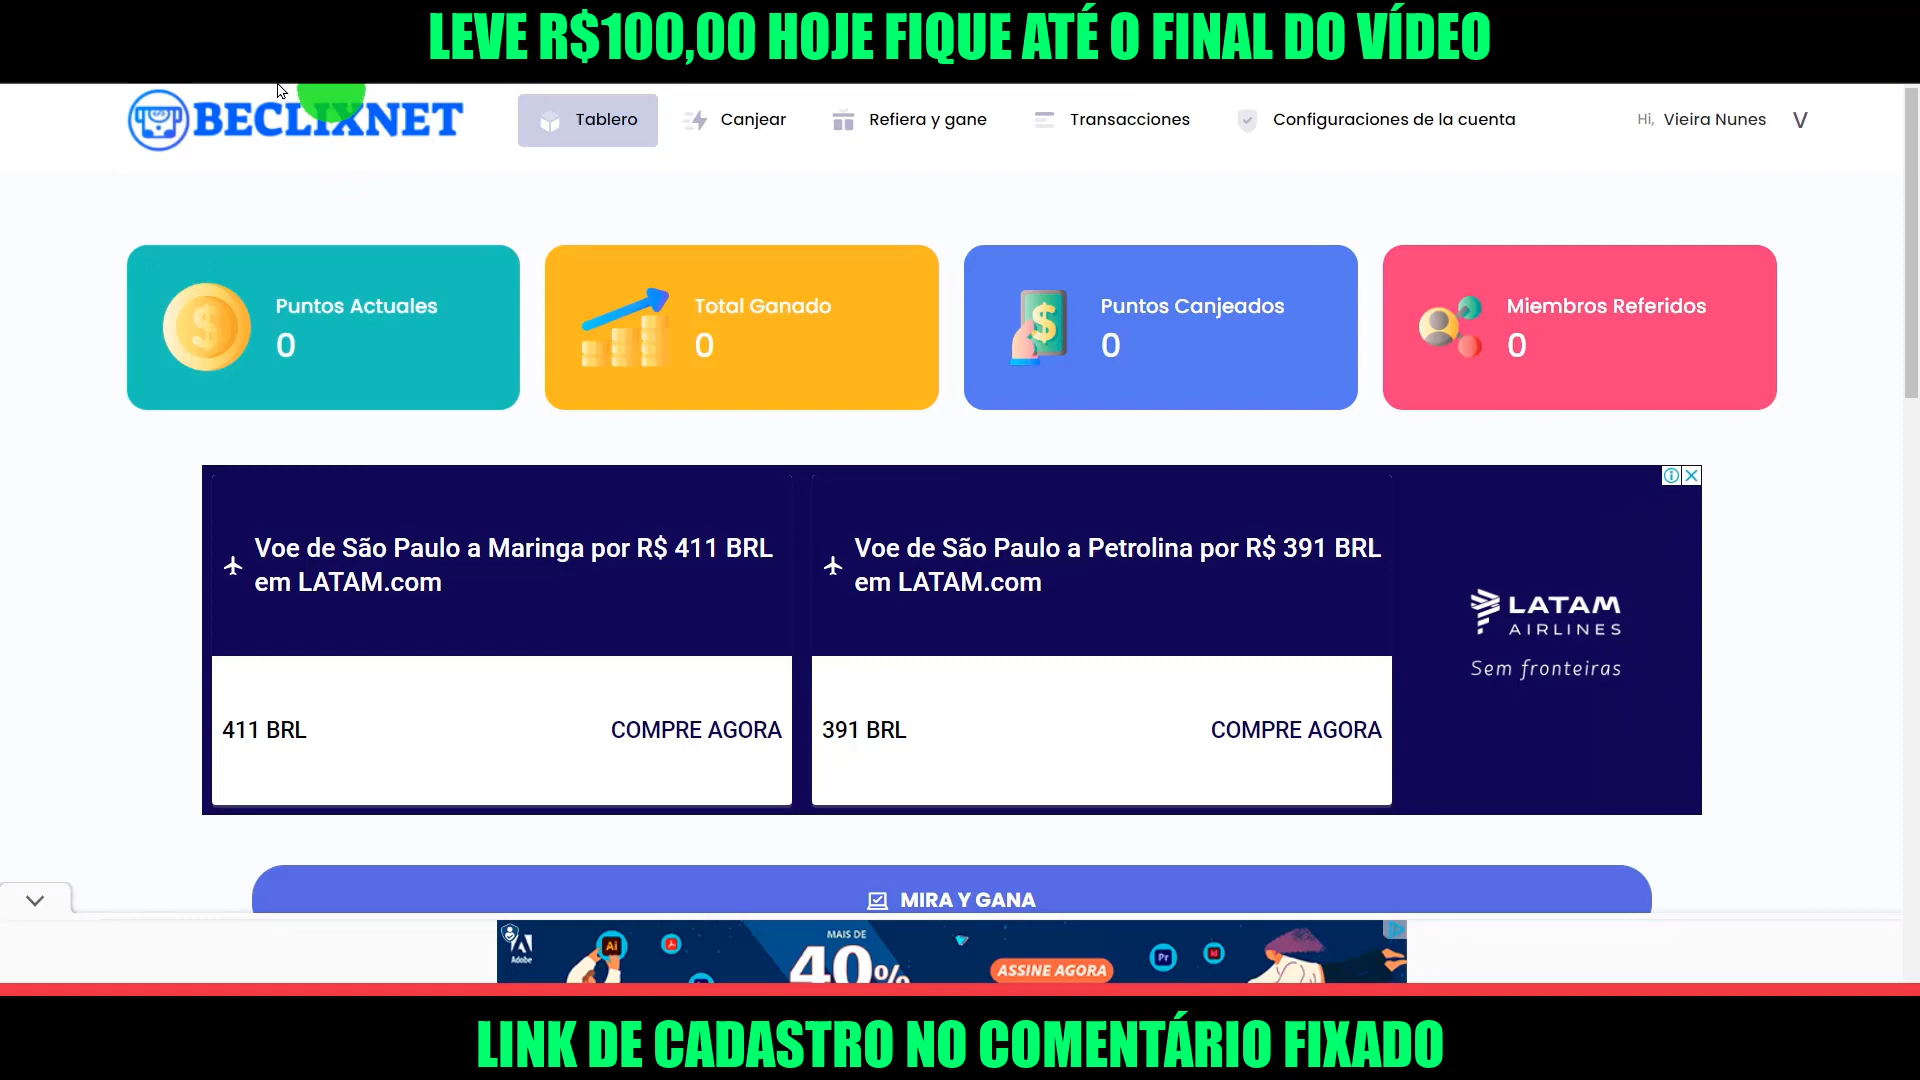 LEVE R$100,00 HOJE FIQUE ATÉ O FINAL DO VÍDEO
BECLIXNET
Tablero
Canjear
Refiera y gane
Transacciones
Configuraciones de la cuenta
Hi, Vieira Nunes
V
Puntos Actuales
0
Total Ganado
0
Puntos Canjeados
0
Miembros Referidos
0
Voe de São Paulo a Maringa por R$ 411 BRL
em LATAM.com
411 BRL
COMPRE AGORA
Voe de São Paulo a Petrolina por R$ 391 BRL
em LATAM.com
391 BRL
COMPRE AGORA
LATAM
AIRLINES
Sem fronteiras
MIRA Y GANA
Adobe
Ai
MAIS DE
40%
ASSINE AGORA
Pr
LINK DE CADASTRO NO COMENTÁRIO FIXADO